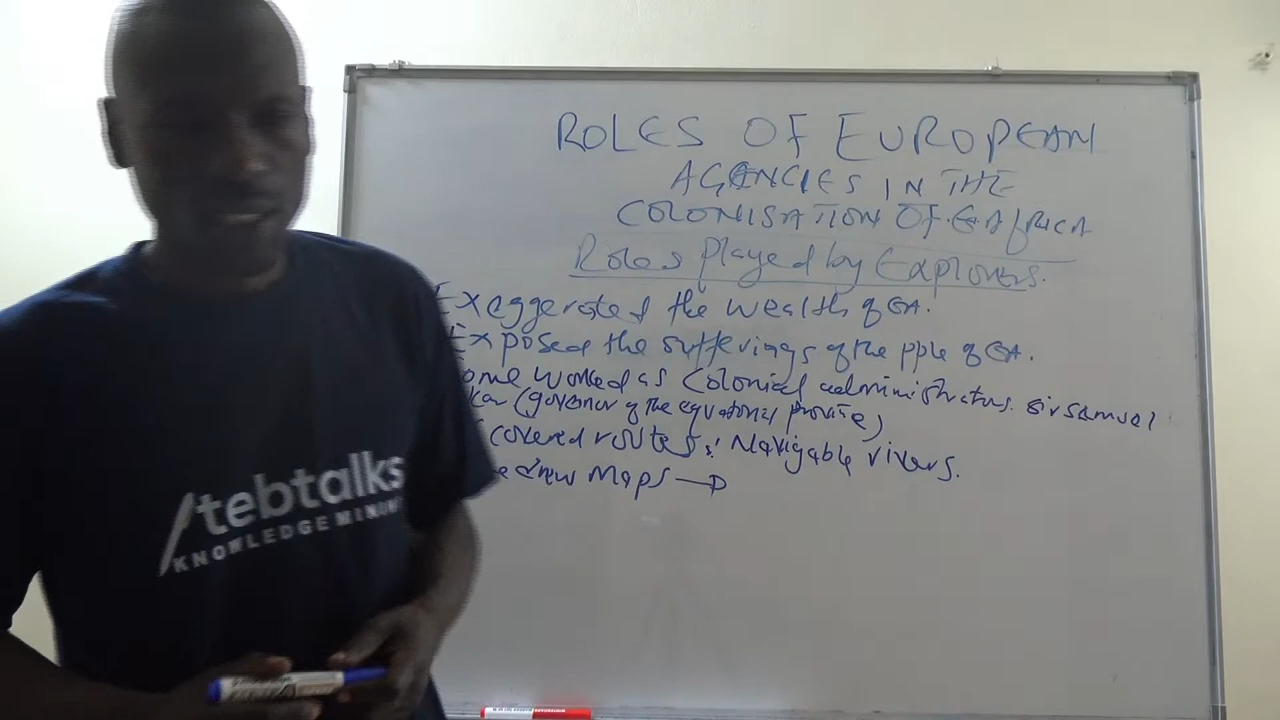 ROLES OF EUROPEAN
AGENCIES IN THE
COLONISATION OF E.AfRICA
Roles Played by Explorers.
Exaggerated the wealth of EA.
Exposed the sufferings of the pple of EA.
ome worked as Colonial administrators. Sir Samuel
ker (governor of the equatorial province)
covered routes: Navigable rivers.
e drew Maps
tebtalks
KNOWLEDGE MININ